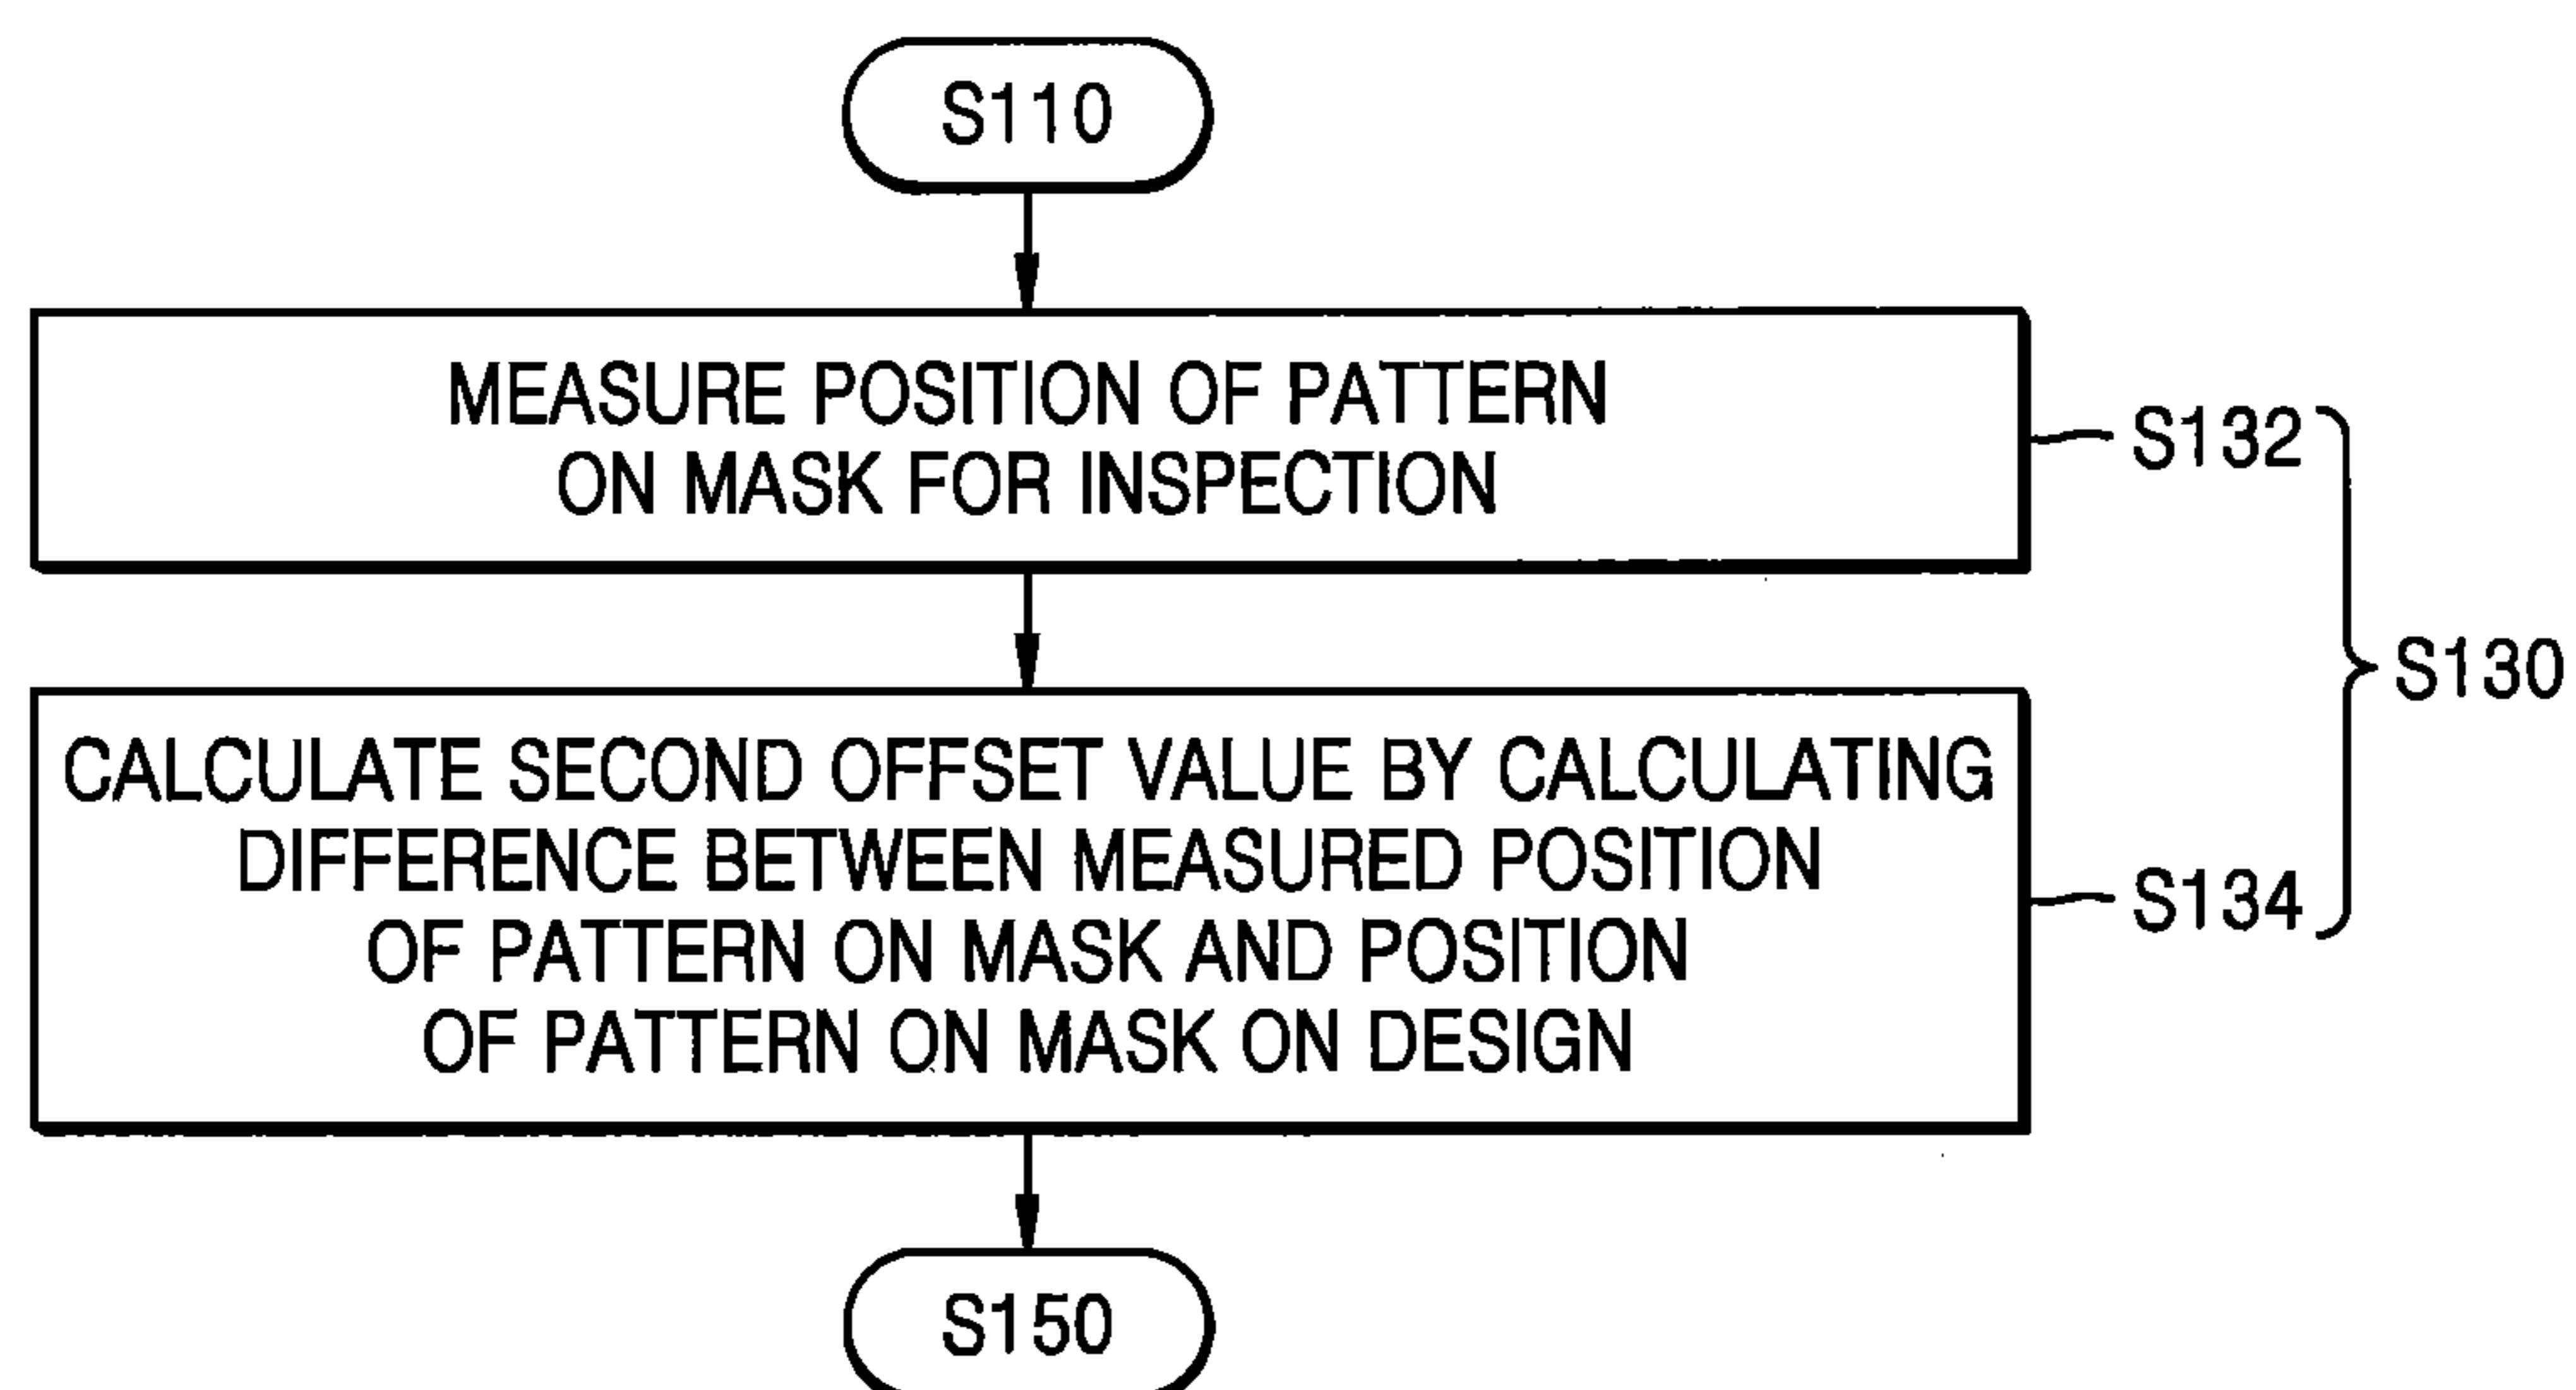 S110
MEASURE POSITION OF PATTERN
ON MASK FOR INSPECTION
S132
S130
CALCULATE SECOND OFFSET VALUE BY CALCULATING
DIFFERENCE BETWEEN MEASURED POSITION
OF PATTERN ON MASK AND POSITION
OF PATTERN ON MASK ON DESIGN
S134
S150